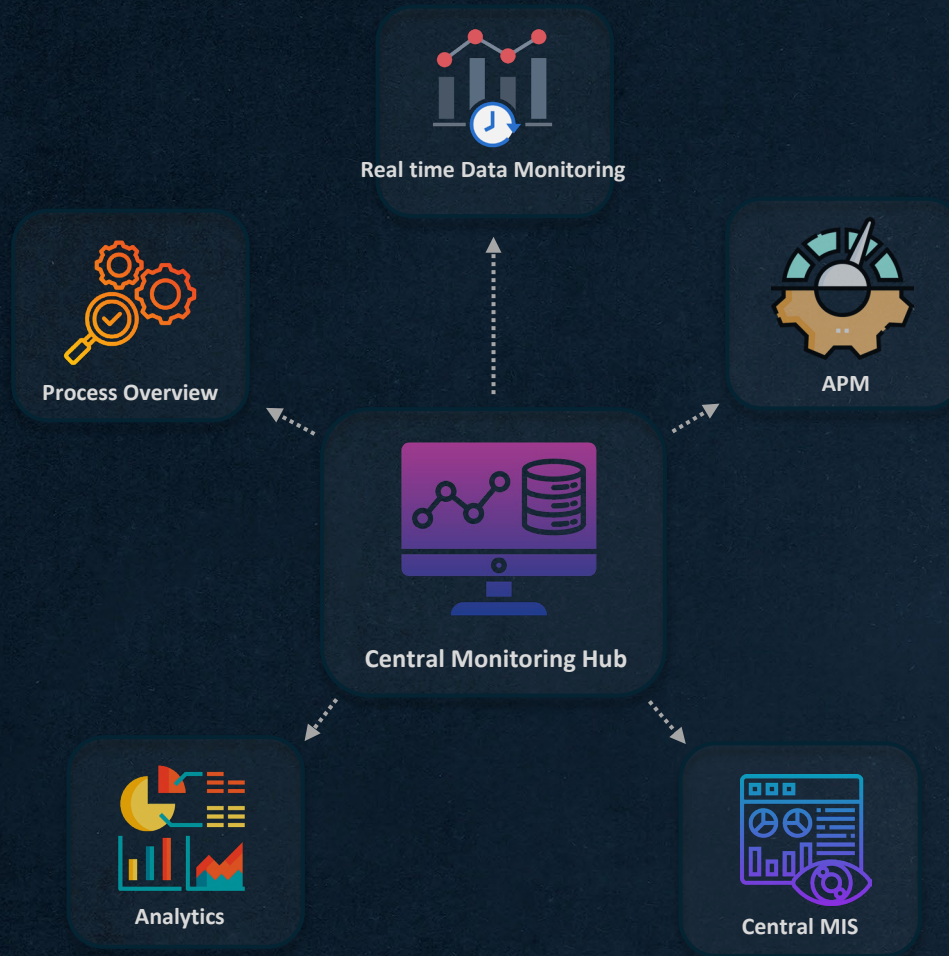 Real time Data Monitoring
Process Overview
APM
Central Monitoring Hub
Analytics
Central MIS